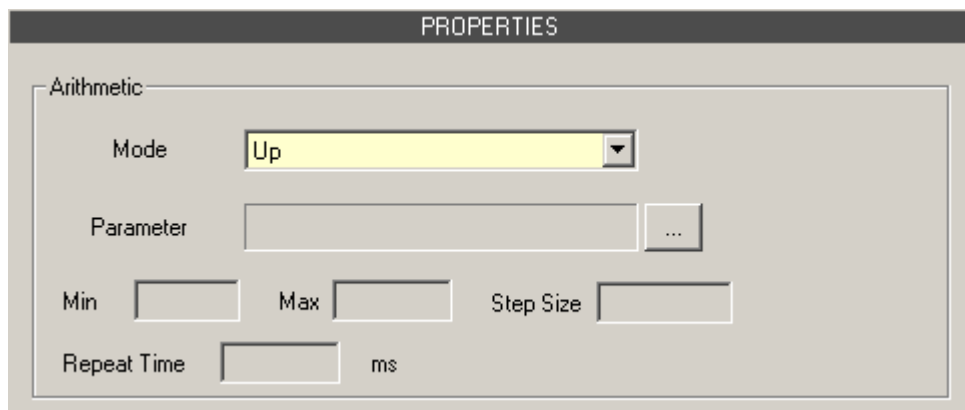 PROPERTIES
Arithmetic
Mode Up
Parameter ...
Min Max Step Size
Repeat Time ms